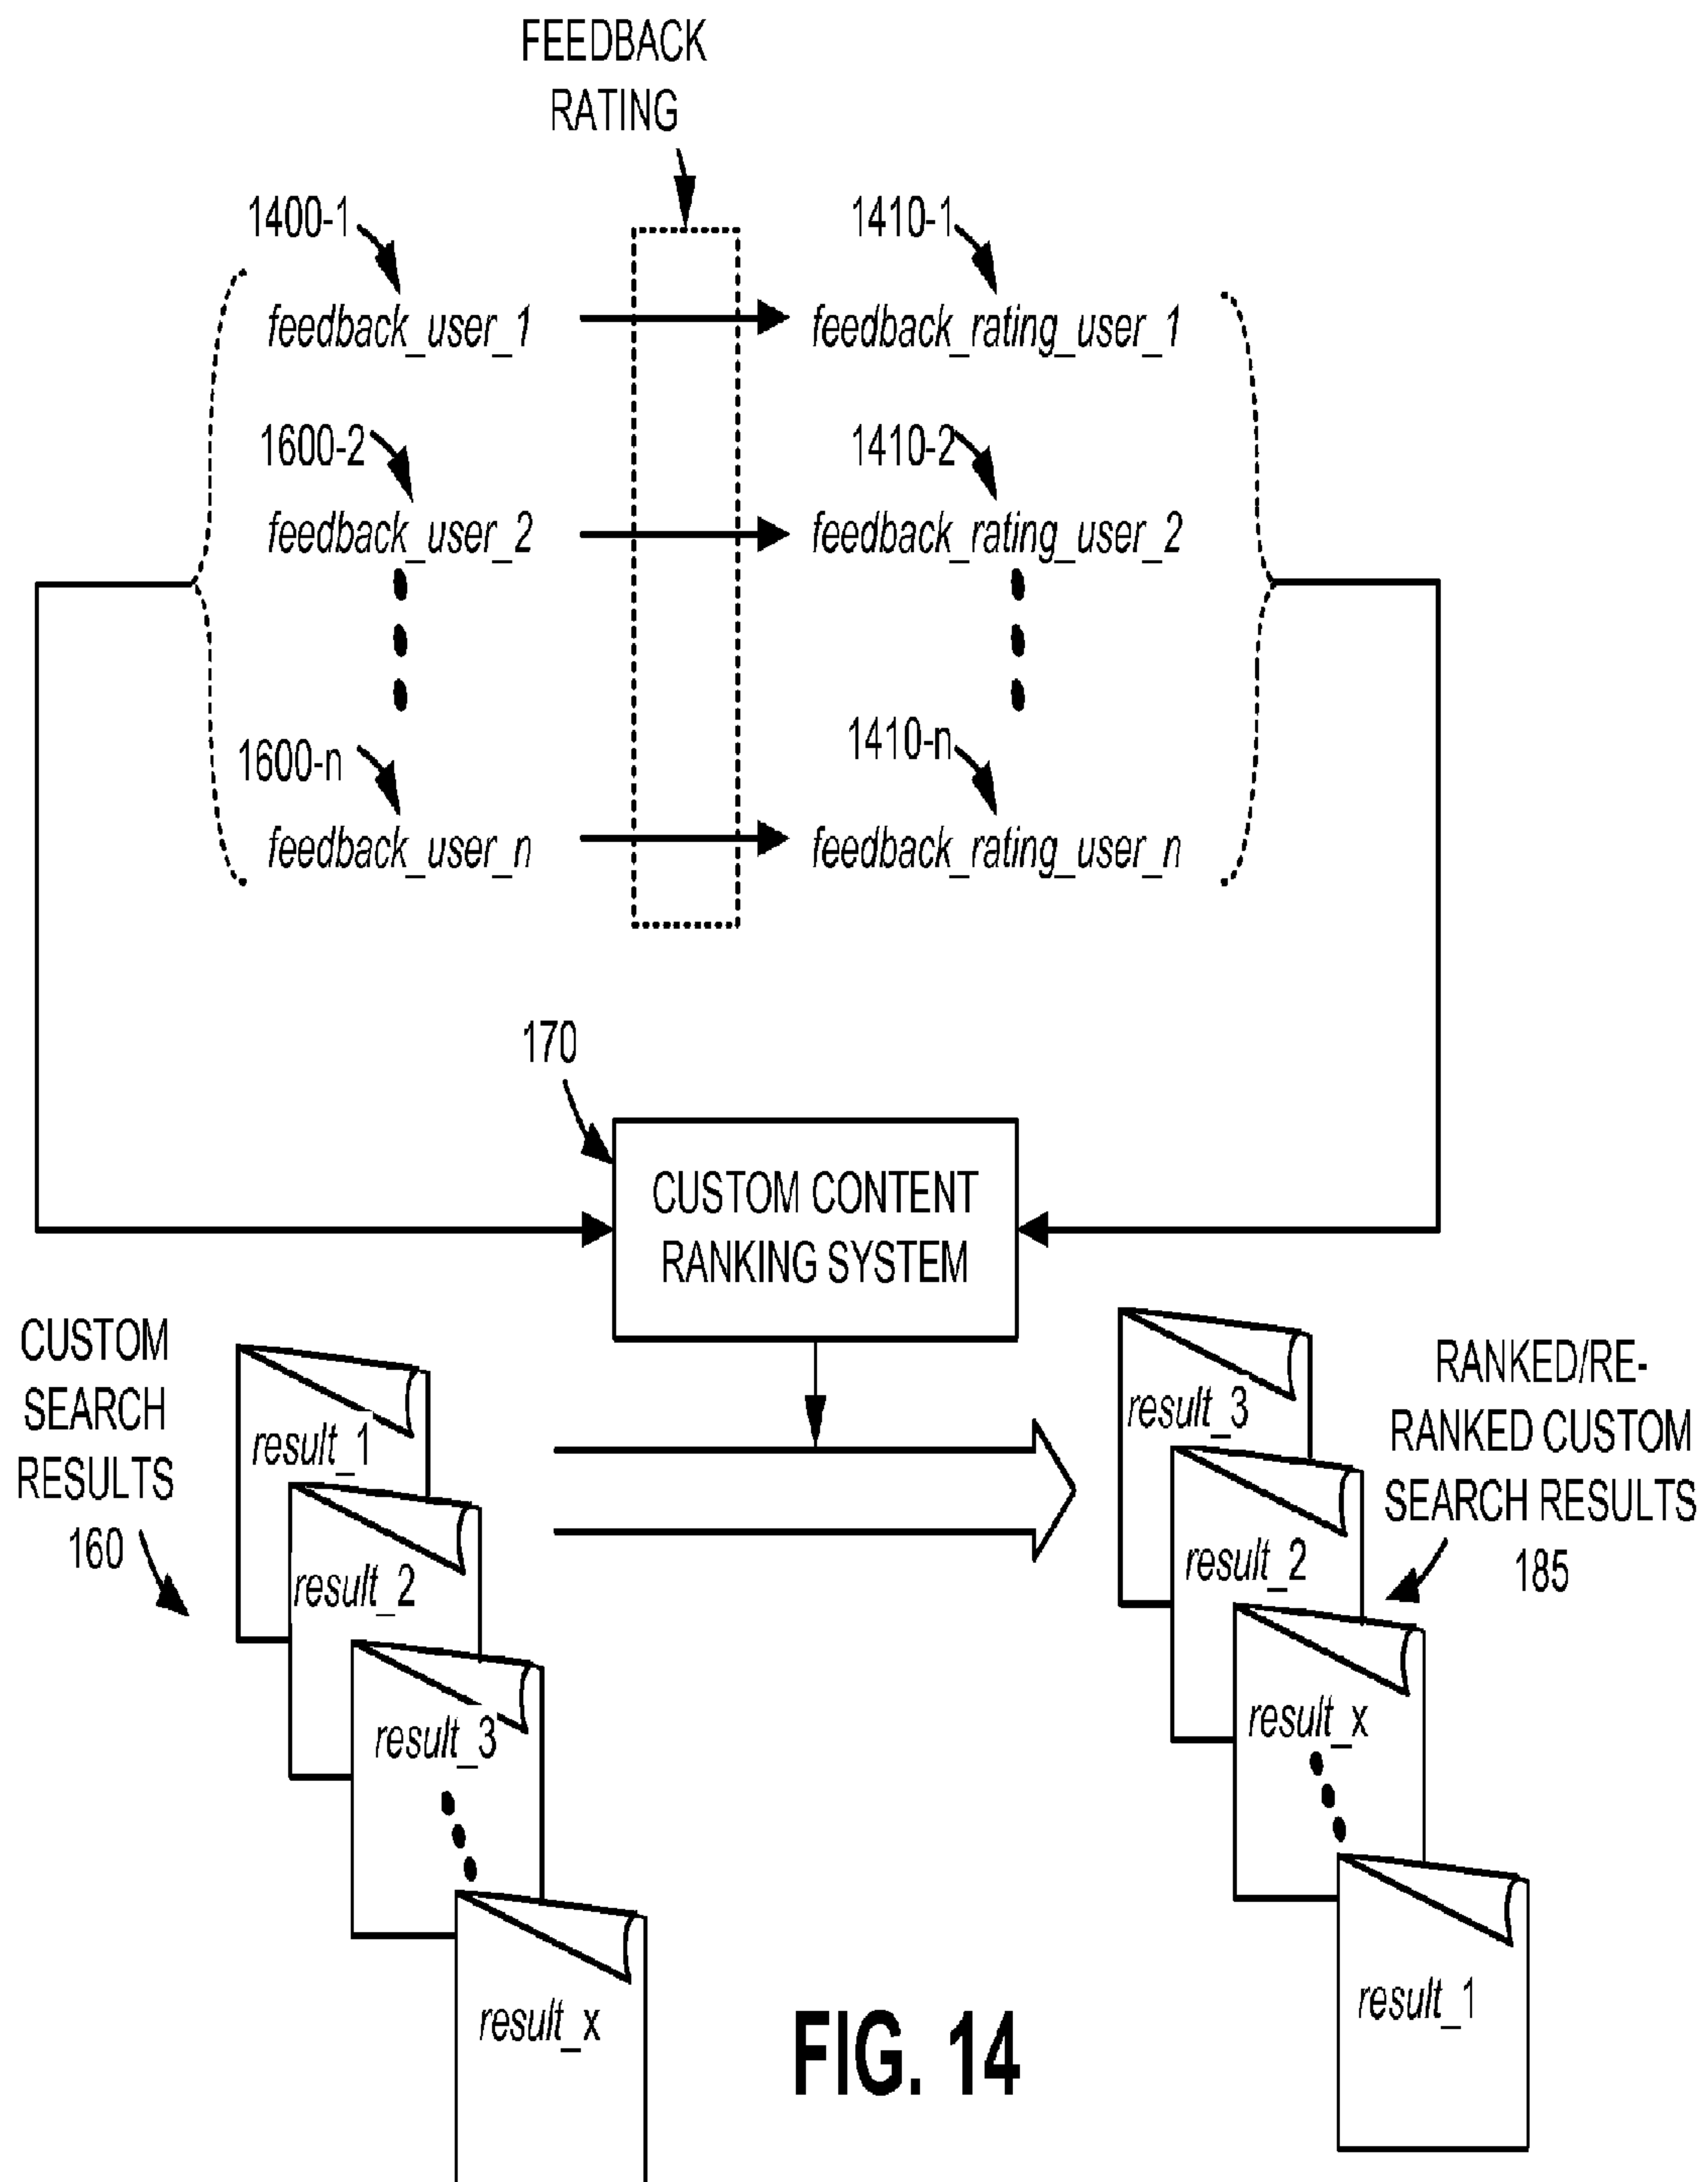 FEEDBACK
RATING
1400-1
1410-1
feedback_user_1
feedback_rating_user_1
1600-2
1410-2
feedback_user_2
feedback_rating_user_2
1600-n
1410-n
feedback_user_n
feedback_rating_user_n
170
CUSTOM CONTENT
RANKING SYSTEM
CUSTOM
SEARCH
RESULTS
160
result_1
result_2
result_3
result_x
result_3
result_2
result_x
result_1
RANKED/RE-
RANKED CUSTOM
SEARCH RESULTS
185
FIG. 14